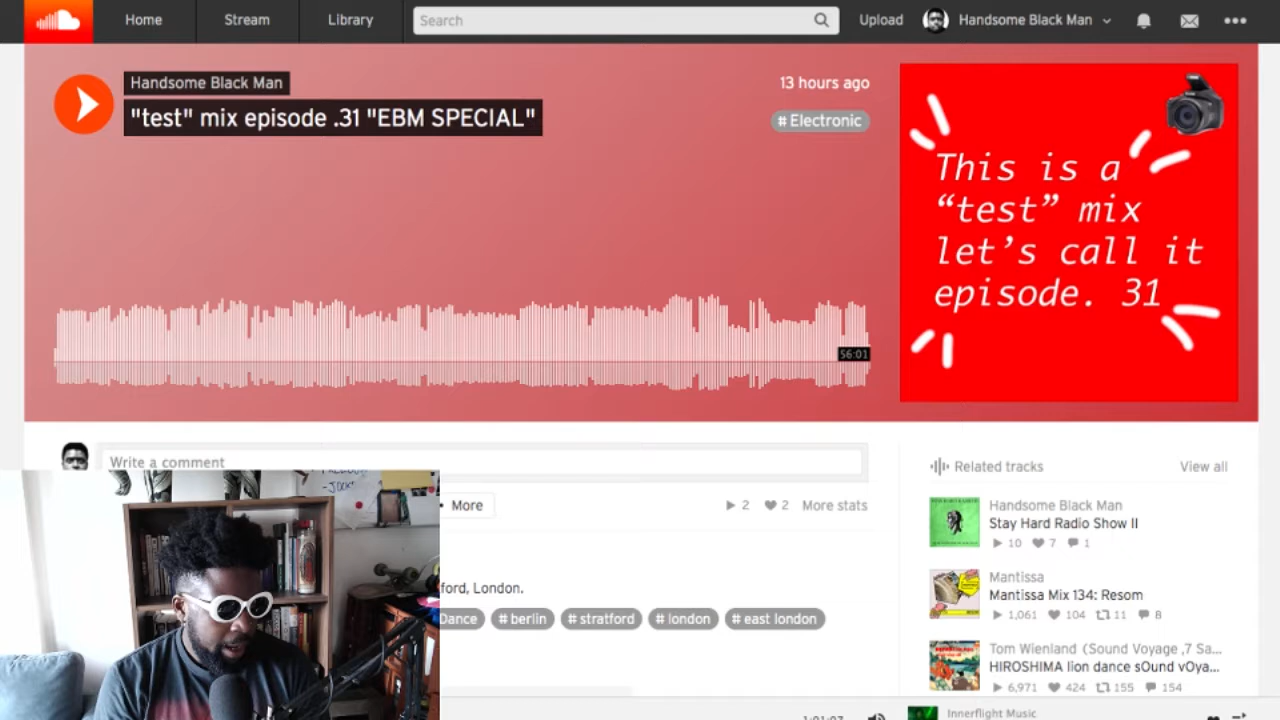 Home
Stream
Library
Search
Upload
Handsome Black Man
Handsome Black Man
"test" mix episode .31 "EBM SPECIAL"
13 hours ago
# Electronic
This is a
“test” mix
let’s call it
episode. 31
56:01
Write a comment
More
2
2
More stats
ford, London.
Dance
# berlin
# stratford
# london
# east london
Related tracks
View all
Handsome Black Man
Stay Hard Radio Show II
10 7 1
Mantissa
Mantissa Mix 134: Resom
1,061 104 11 8
Tom Wienland (Sound Voyage ,7 Sa...
HIROSHIMA lion dance sOund vOya...
6,971 424 155 154
Innerflight Music